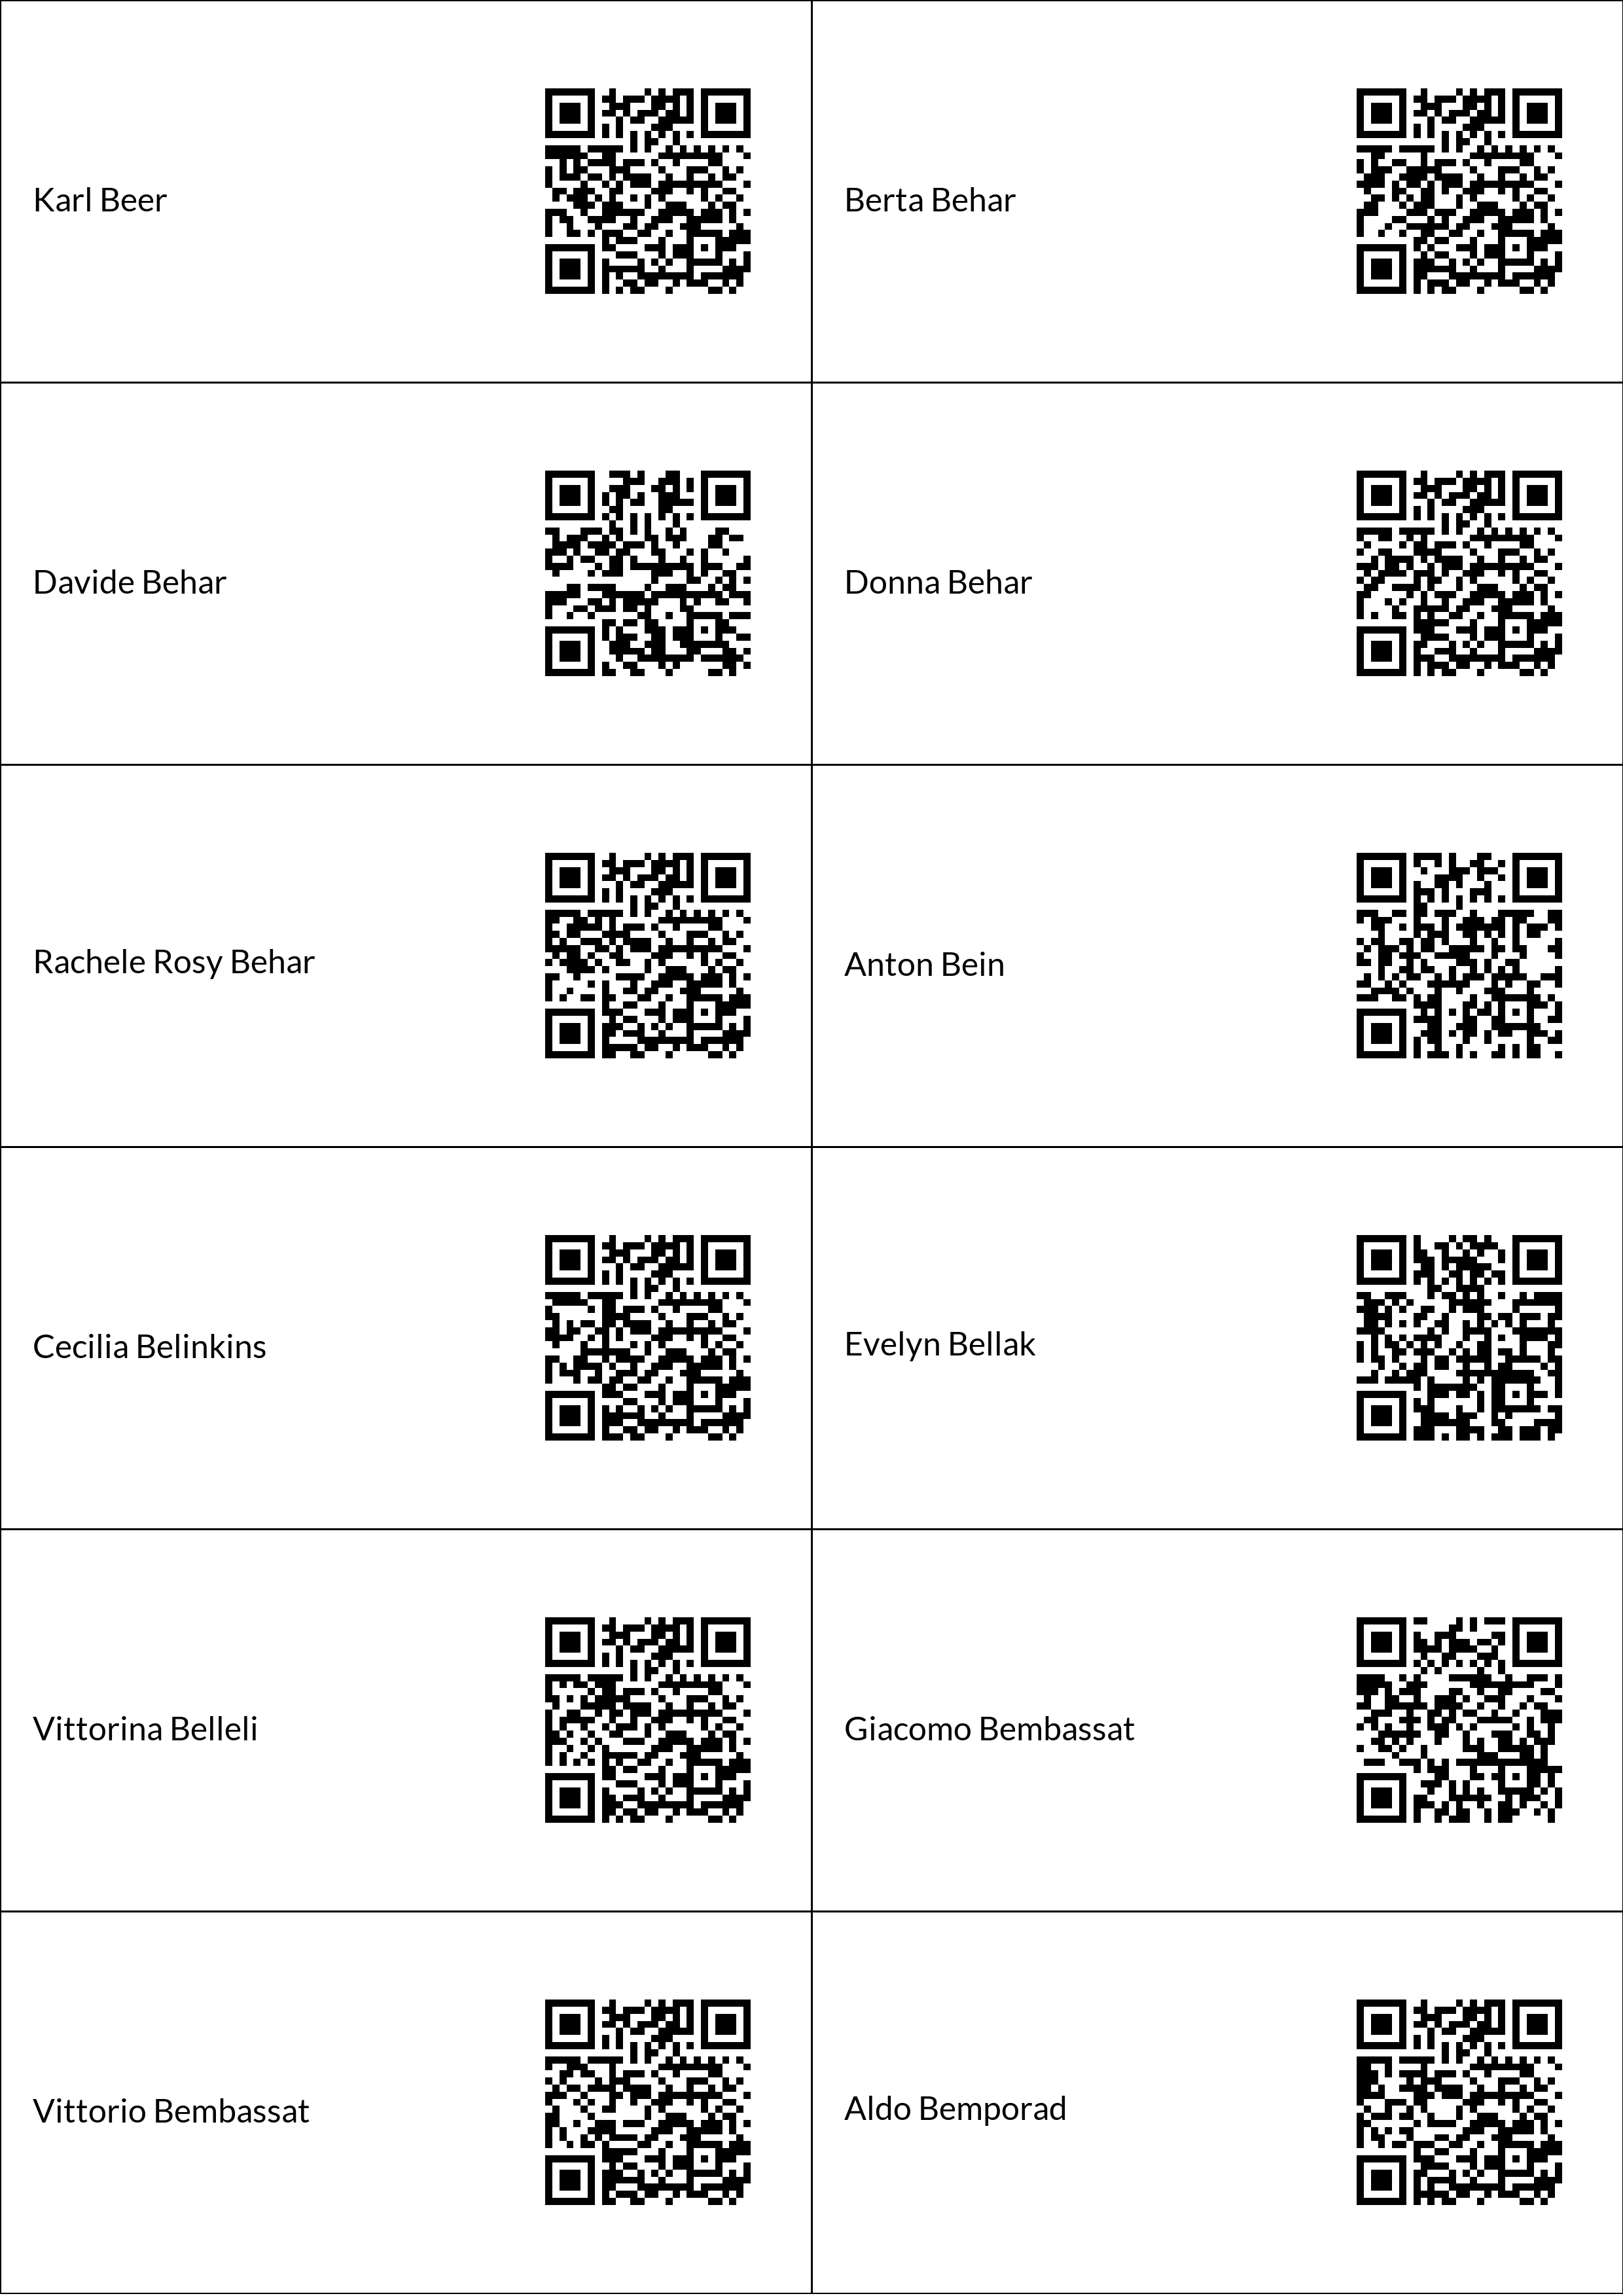 Karl Beer
Berta Behar
Davide Behar
Donna Behar
Rachele Rosy Behar
Anton Bein
Cecilia Belinkins
Evelyn Bellak
Vittorina Belleli
Giacomo Bembassat
Vittorio Bembassat
Aldo Bemporad